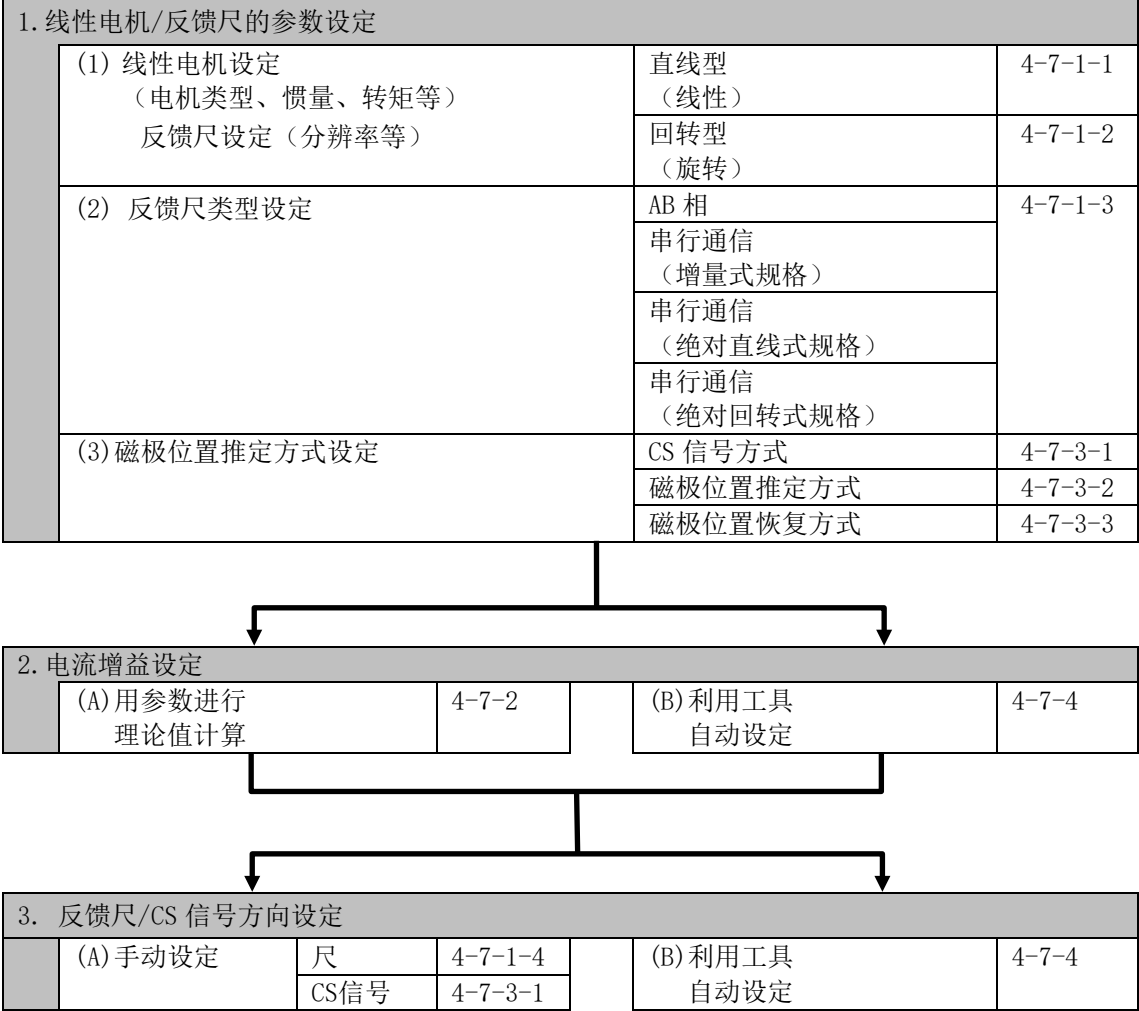 1.线性电机/反馈尺的参数设定
(1) 线性电机设定
（电机类型、惯量、转矩等）
反馈尺设定（分辨率等）
直线型
（线性）
4-7-1-1
回转型
（旋转）
4-7-1-2
(2) 反馈尺类型设定
AB 相
4-7-1-3
串行通信
（增量式规格）
串行通信
（绝对直线式规格）
串行通信
（绝对回转式规格）
(3)磁极位置推定方式设定
CS 信号方式
4-7-3-1
磁极位置推定方式
4-7-3-2
磁极位置恢复方式
4-7-3-3
2.电流增益设定
(A)用参数进行
理论值计算
4-7-2
(B)利用工具
自动设定
4-7-4
3. 反馈尺/CS 信号方向设定
(A)手动设定
尺
4-7-1-4
CS信号
4-7-3-1
(B)利用工具
自动设定
4-7-4